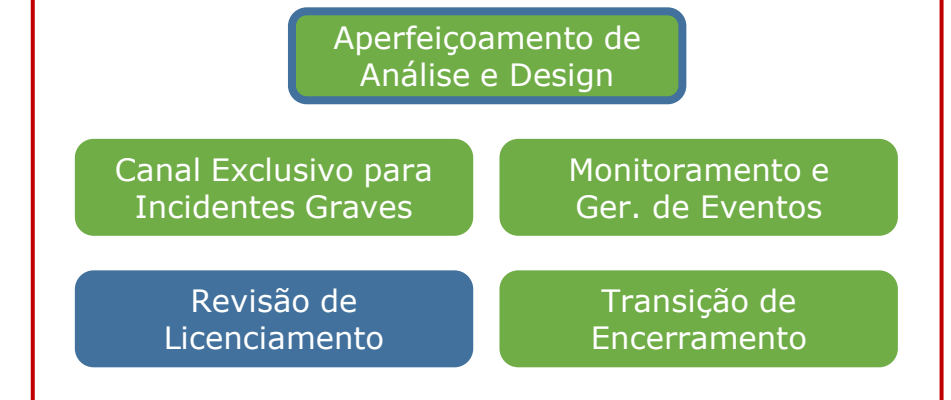 Aperfeiçoamento de
Análise e Design
Canal Exclusivo para
Incidentes Graves
Monitoramento e
Ger. de Eventos
Revisão de
Licenciamento
Transição de
Encerramento